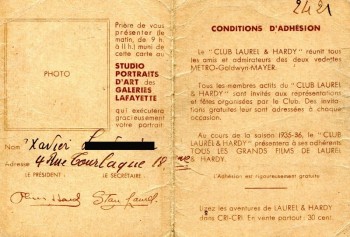 PHOTO
Prière de vous
présenter de
matin, de 9 h.
à 11 h.) muni de
cette carte au
STUDIO
PORTRAITS
D'ART des
GALERIES
LAFAYETTE
qui exécutera
gracieusement
votre portrait
Nom Xavier
Adresse 4 Rue Tourlaque 18
LE PRÉSIDENT : LE SECRÉTAIRE :
Stan Laurel
2421
CONDITIONS D'ADHÉSION
Le "CLUB LAUREL & HARDY" réunit tous
les amis et admirateurs des deux vedettes
METRO-Goldwyn-MAYER.
Tous les membres actifs du "CLUB LAUREL
& HARDY" sont invités aux représentations
et fêtes organisées par le Club. Des invita-
tions gratuites leur sont adressées à chaque
occasion.
Au cours de la saison 1935-36, le CLUB
LAUREL & HARDY" présentera à ses adhérents
TOUS LES GRANDS FILMS DE LAUREL
& HARDY.
L'Adhésion est rigoureusement gratuite
Lizez les aventures de LAUREL & HARDY
dans CRI-CRI. En vente partout : 30 cent.